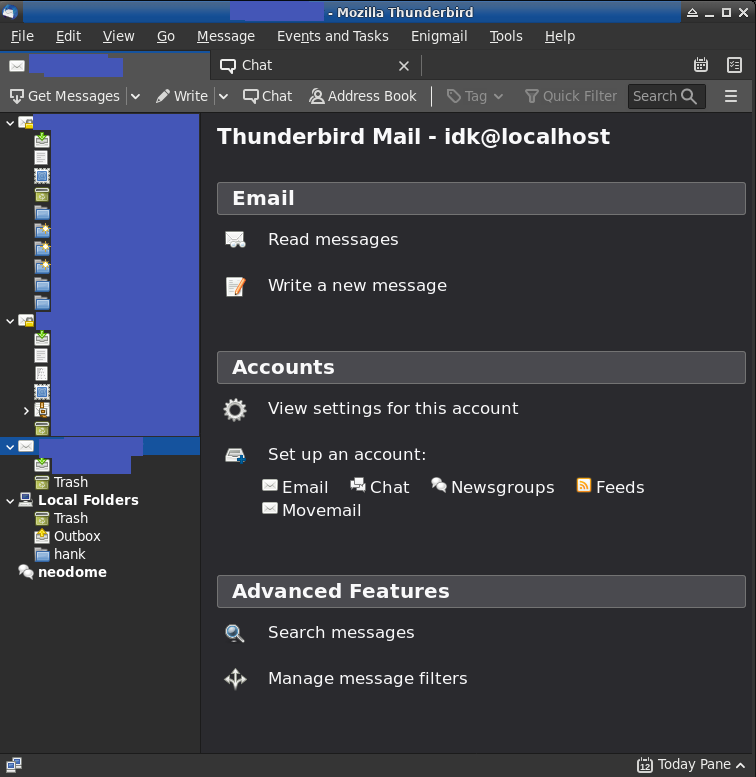 - Mozilla Thunderbird
File Edit View Go Message Events and Tasks Enigmail Tools Help
Chat
Get Messages Write Chat Address Book Tag Quick Filter Search
Thunderbird Mail - idk@localhost
Email
Read messages
Write a new message
Accounts
View settings for this account
Set up an account:
Email Chat Newsgroups Feeds
Movemail
Advanced Features
Search messages
Manage message filters
Trash
Local Folders
Trash
Outbox
hank
neodome
12 Today Pane